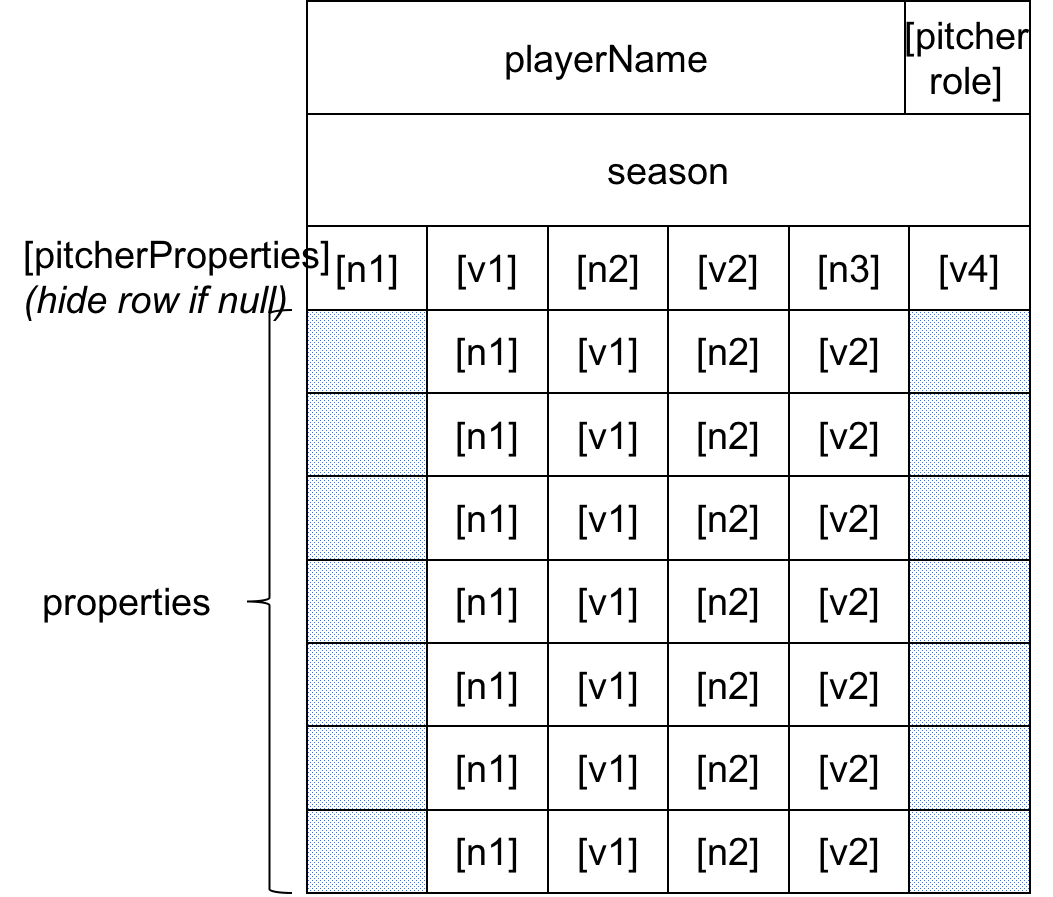 playerName
[pitcher
role]
season
[pitcherProperties]
(hide row if null)
[n1] [v1] [n2] [v2] [n3] [v4]
[n1] [v1] [n2] [v2]
[n1] [v1] [n2] [v2]
[n1] [v1] [n2] [v2]
properties
[n1] [v1] [n2] [v2]
[n1] [v1] [n2] [v2]
[n1] [v1] [n2] [v2]
[n1] [v1] [n2] [v2]